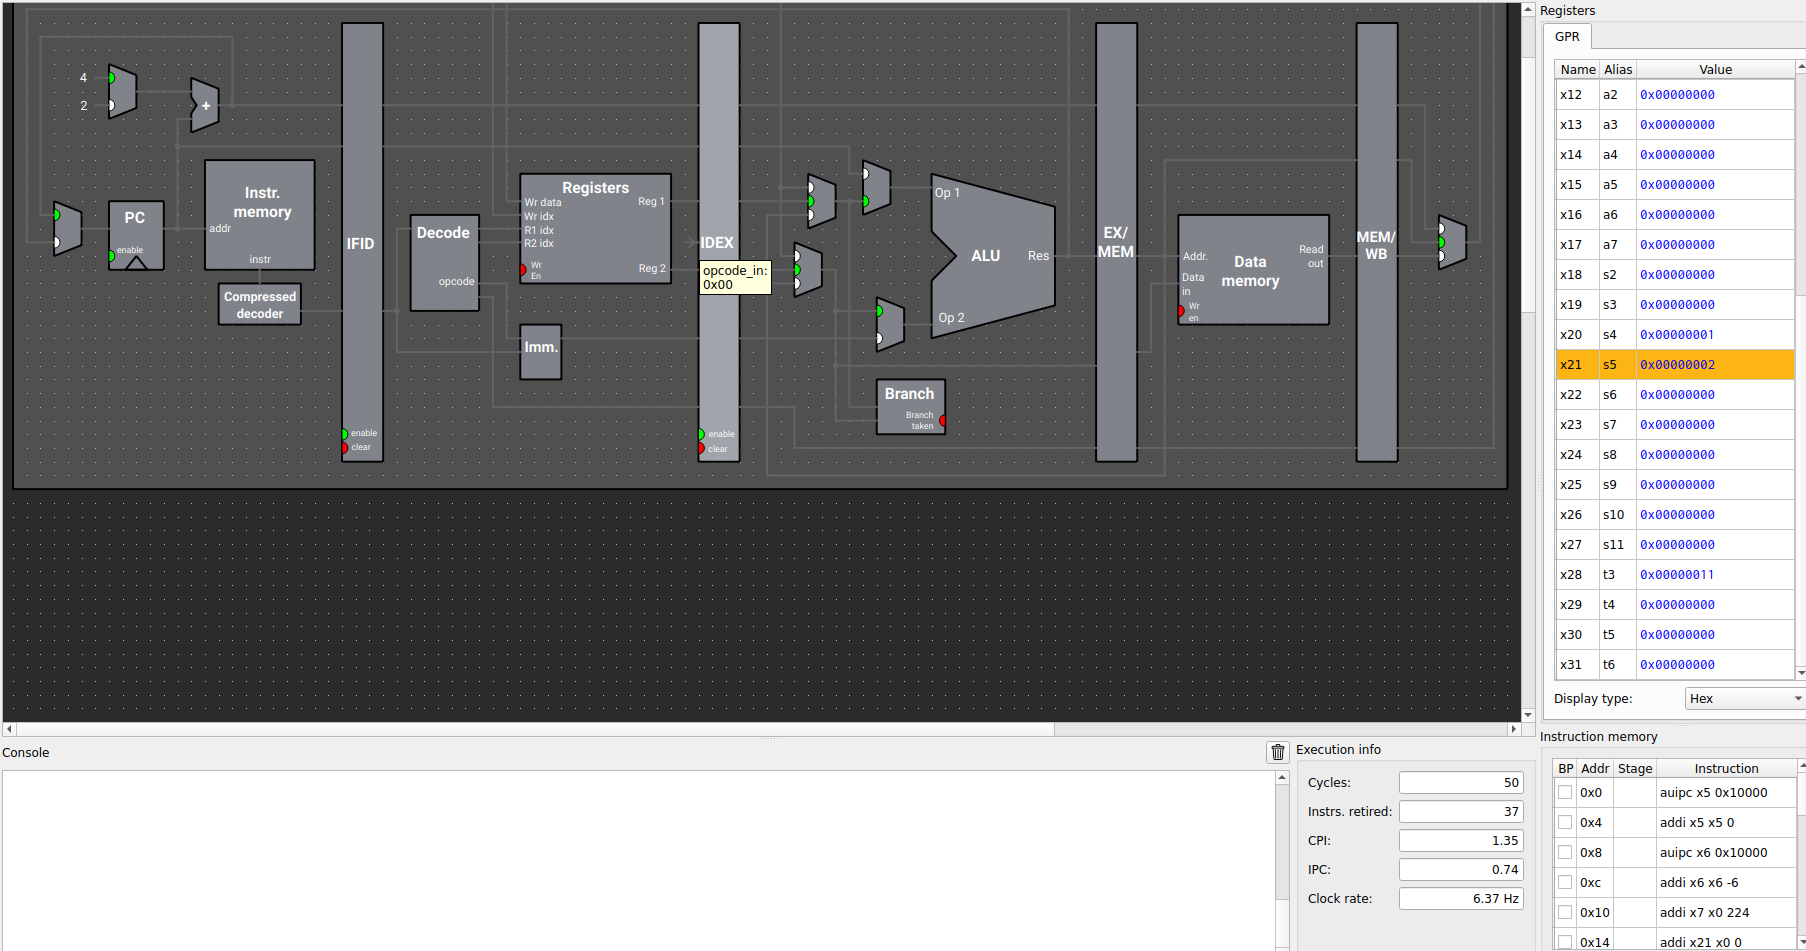 4
2
+
PC
enable
Instr.
memory
addr
instr
Compressed
decoder
IFID
enable
clear
Decode
opcode
Registers
Wr data
Wr idx
R1 idx
R2 idx
Wr
En
Reg 1
Reg 2
Imm.
IDEX
opcode_in:
0x00
enable
clear
Op 1
ALU
Res
Op 2
Branch
Branch
taken
EX/
MEM
Addr.
Data
in
Wr
en
Data
memory
Read
out
MEM/
WB
Registers
GPR
Name Alias Value
x12 a2 0x00000000
x13 a3 0x00000000
x14 a4 0x00000000
x15 a5 0x00000000
x16 a6 0x00000000
x17 a7 0x00000000
x18 s2 0x00000000
x19 s3 0x00000000
x20 s4 0x00000001
x21 s5 0x00000002
x22 s6 0x00000000
x23 s7 0x00000000
x24 s8 0x00000000
x25 s9 0x00000000
x26 s10 0x00000000
x27 s11 0x00000000
x28 t3 0x00000011
x29 t4 0x00000000
x30 t5 0x00000000
x31 t6 0x00000000
Display type: Hex
Console
Execution info
Cycles: 50
Instrs. retired: 37
CPI: 1.35
IPC: 0.74
Clock rate: 6.37 Hz
Instruction memory
BP Addr Stage Instruction
0x0 auipc x5 0x10000
0x4 addi x5 x5 0
0x8 auipc x6 0x10000
0xc addi x6 x6 -6
0x10 addi x7 x0 224
0x14 addi x21 x0 0